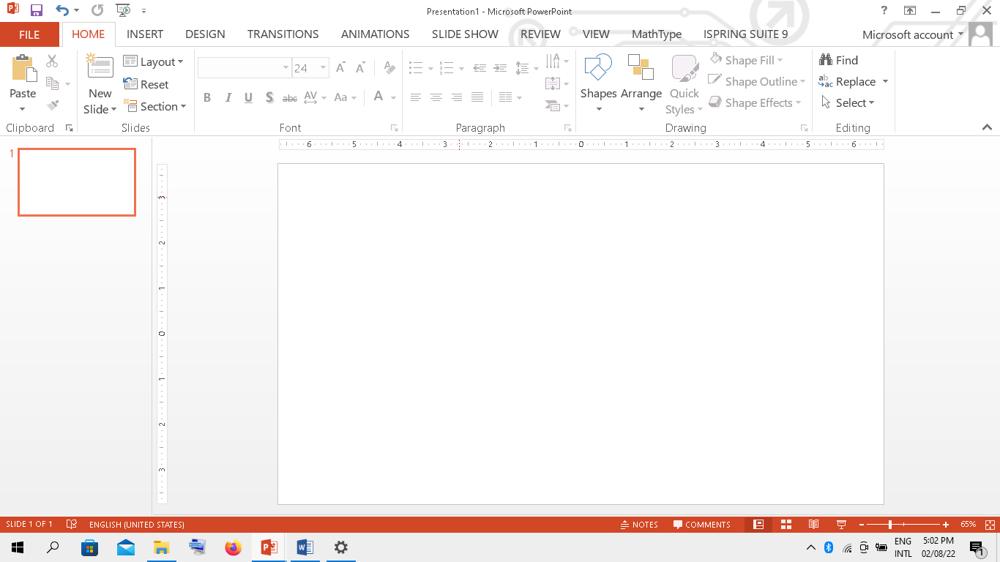 Presentation1 - Microsoft PowerPoint
?
FILE HOME INSERT DESIGN TRANSITIONS ANIMATIONS SLIDE SHOW REVIEW VIEW MathType ISPRING SUITE 9 Microsoft account
Paste
Clipboard
New Slide
Layout
Reset
Section
Slides
24
B I U S abc AV Aa A
Font
Paragraph
Shapes
Arrange
Quick Styles
Shape Fill
Shape Outline
Shape Effects
Drawing
Find
Replace
Select
Editing
6 5 4 3 2 1 0 1 2 3 4 5 6
1
3
2
1
0
1
2
3
SLIDE 1 OF 1 ENGLISH (UNITED STATES) NOTES COMMENTS 65%
ENG
INTL
5:02 PM
02/08/22
1